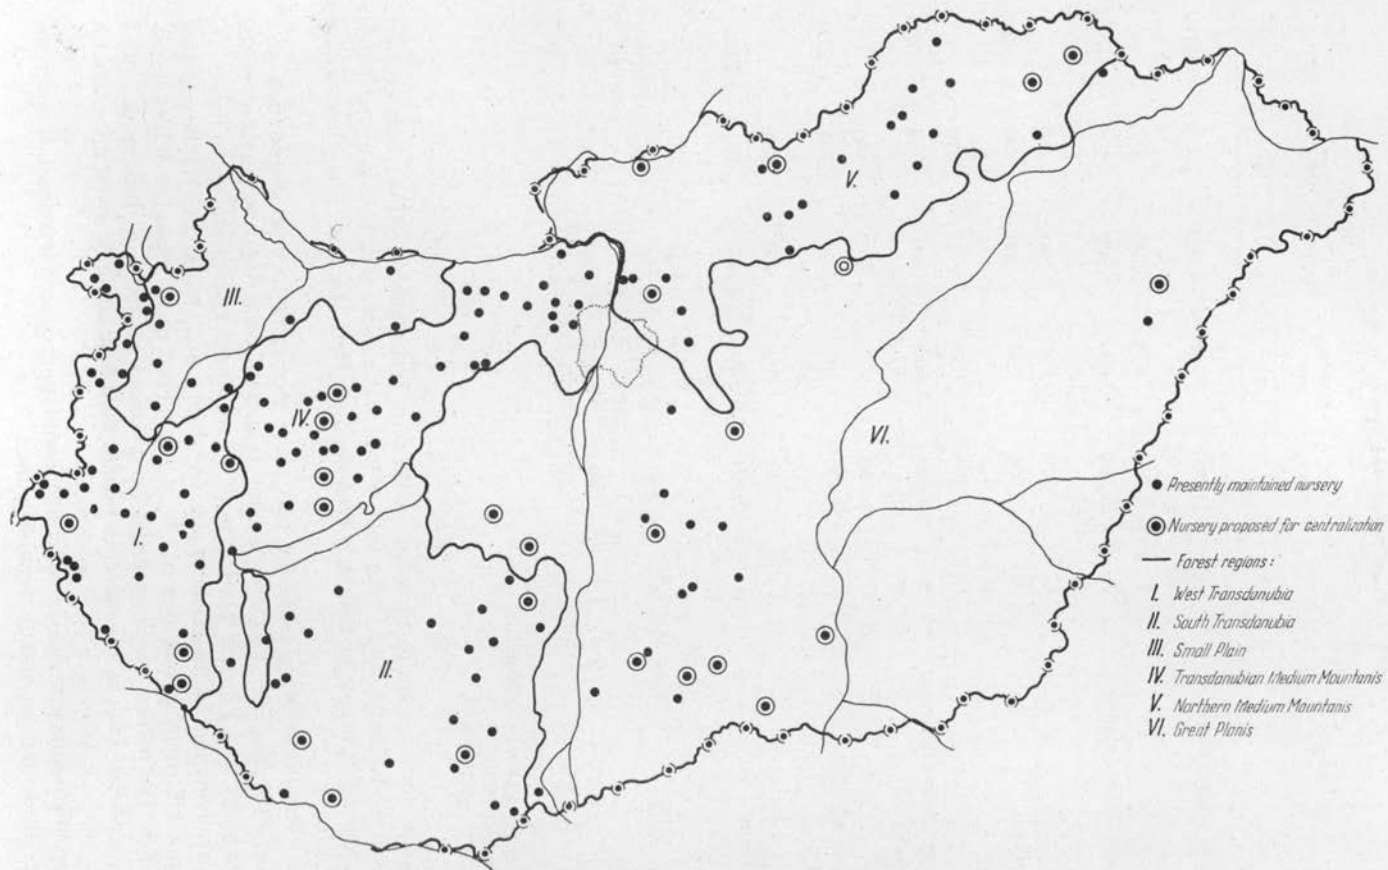 V.
III.
IV.
VI.
I.
II.
Presently maintained nursery
Nursery proposed for centralization
Forest regions:
I. West Transdanubia
II. South Transdanubia
III. Small Plain
IV. Transdanubian Medium Mountanis
V. Northern Medium Mountanis
VI. Great Planis